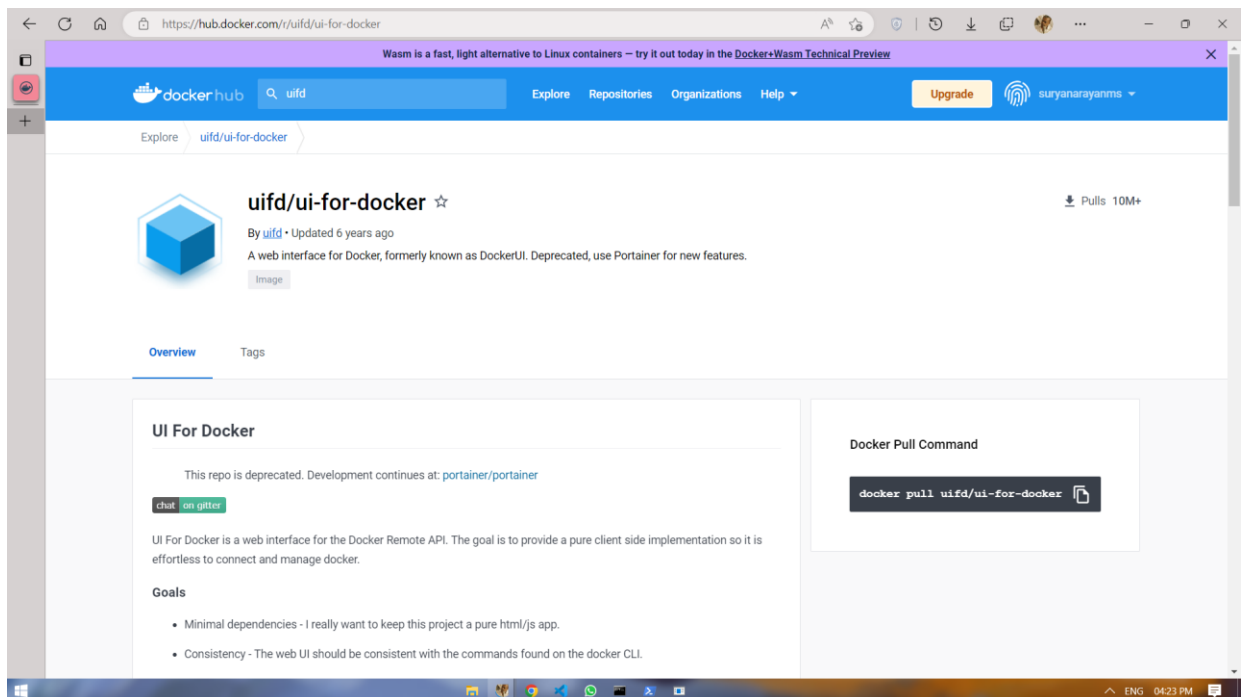 https://hub.docker.com/r/uifd/ui-for-docker
Wasm is a fast, light alternative to Linux containers — try it out today in the Docker+Wasm Technical Preview
dockerhub uifd Explore Repositories Organizations Help Upgrade suryanarayanms
Explore uifd/ui-for-docker
uifd/ui-for-docker
Pulls 10M+
By uifd • Updated 6 years ago
A web interface for Docker, formerly known as DockerUI. Deprecated, use Portainer for new features.
Image
Overview Tags
UI For Docker
This repo is deprecated. Development continues at: portainer/portainer
chat on gitter
UI For Docker is a web interface for the Docker Remote API. The goal is to provide a pure client side implementation so it is
effortless to connect and manage docker.
Goals
• Minimal dependencies - I really want to keep this project a pure html/js app.
• Consistency - The web UI should be consistent with the commands found on the docker CLI.
Docker Pull Command
docker pull uifd/ui-for-docker
ENG 04:23 PM